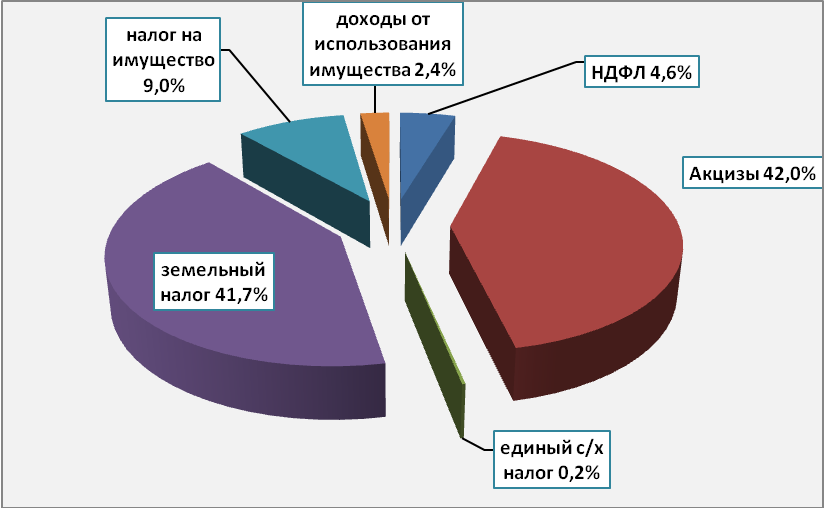 налог на
имущество
9,0%
доходы от
использования
имущества 2,4%
НДФЛ 4,6%
Акцизы 42,0%
земельный
налог 41,7%
единый с/х
налог 0,2%